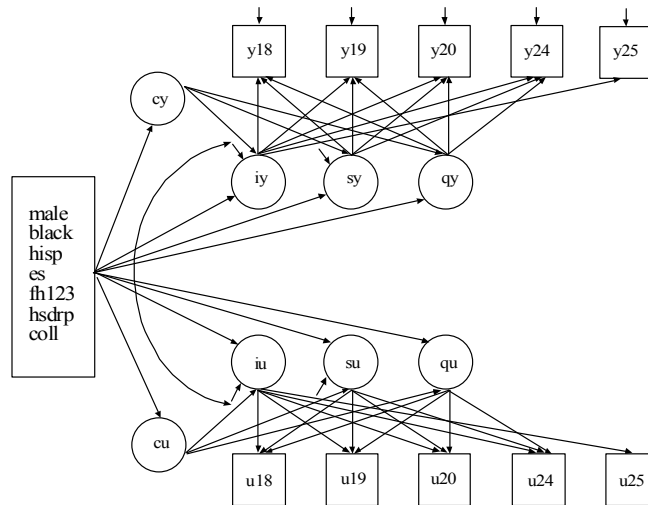 y18 y19 y20 y24 y25
cy
iy sy qy
male
black
hisp
es
fh123
hsdrp
coll
iu su qu
cu
u18 u19 u20 u24 u25